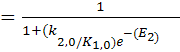 = 1 / 1+(k_{2,0/K_{1,0}})e^{-(E_2)}